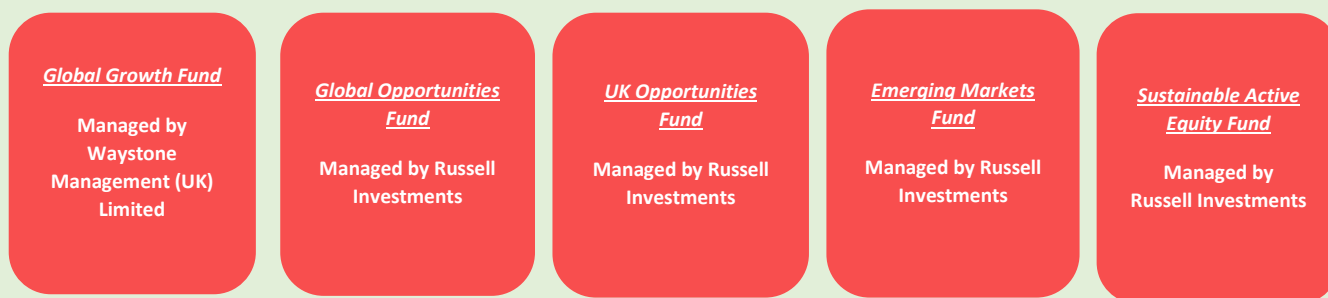 Global Growth Fund
Managed by
Waystone
Management (UK)
Limited
Global Opportunities
Fund
Managed by Russell
Investments
UK Opportunities
Fund
Managed by Russell
Investments
Emerging Markets
Fund
Managed by Russell
Investments
Sustainable Active
Equity Fund
Managed by
Russell Investments